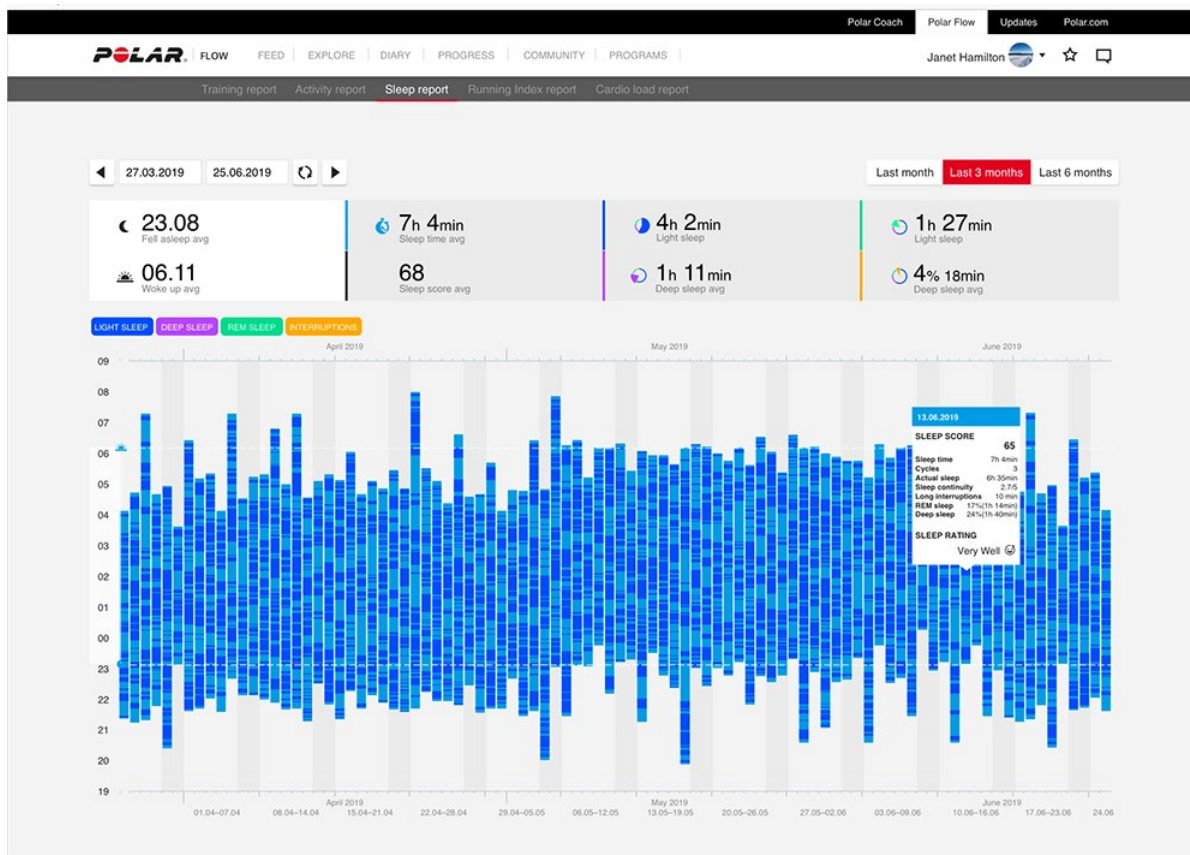 Polar Coach Polar Flow Updates Polar.com
POLAR. FLOW FEED EXPLORE DIARY PROGRESS COMMUNITY PROGRAMS Janet Hamilton
Training report Activity report Sleep report Running Index report Cardio load report
27.03.2019 25.06.2019 Last month Last 3 months Last 6 months
23.08 7h 4min 4h 2min 1h 27min
Fell asleep avg Sleep time avg Light sleep Light sleep
06.11 68 1h 11min 4% 18min
Woke up avg Sleep score avg Deep sleep avg Deep sleep avg
LIGHT SLEEP DEEP SLEEP REM SLEEP INTERRUPTIONS
April 2019 May 2019 June 2019
09
08
07
06
05
04
03
02
01
00
23
22
21
20
19
13.06.2019
SLEEP SCORE
65
Sleep time 7h 4min
Cycles 3
Actual sleep 6h 35min
Sleep continuity 2.7/5
Long interruptions 10 min
REM sleep 17%(1h 14min)
Deep sleep 24%(1h 40min)
SLEEP RATING
Very Well
April 2019 May 2019 June 2019
01.04–07.04 08.04–14.04 15.04–21.04 22.04–28.04 29.04–05.05 06.05–12.05 13.05–19.05 20.05–26.05 27.05–02.06 03.06–09.06 10.06–16.06 17.06–23.06 24.06